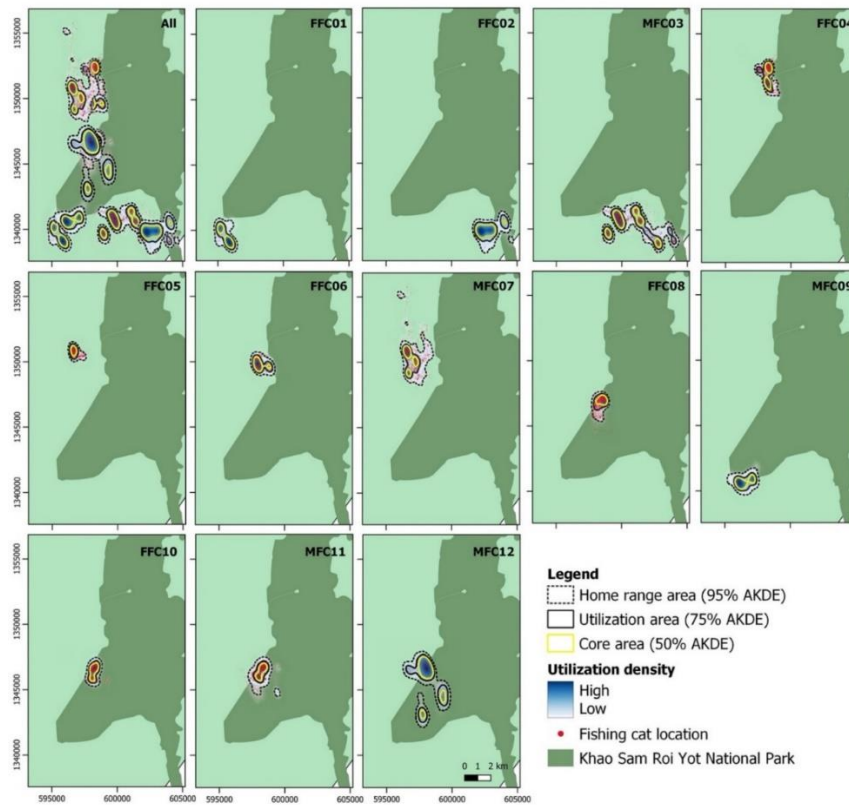 All
FFC01
FFC02
MFC03
FFC04
1355000
1350000
1345000
1340000
FFC05
FFC06
MFC07
FFC08
MFC09
1355000
1350000
1345000
1340000
FFC10
MFC11
MFC12
1355000
1350000
1345000
1340000
0 1 2 km
595000 600000 605000
595000 600000 605000
595000 600000 605000
Legend
Home range area (95% AKDE)
Utilization area (75% AKDE)
Core area (50% AKDE)
Utilization density
High
Low
Fishing cat location
Khao Sam Roi Yot National Park